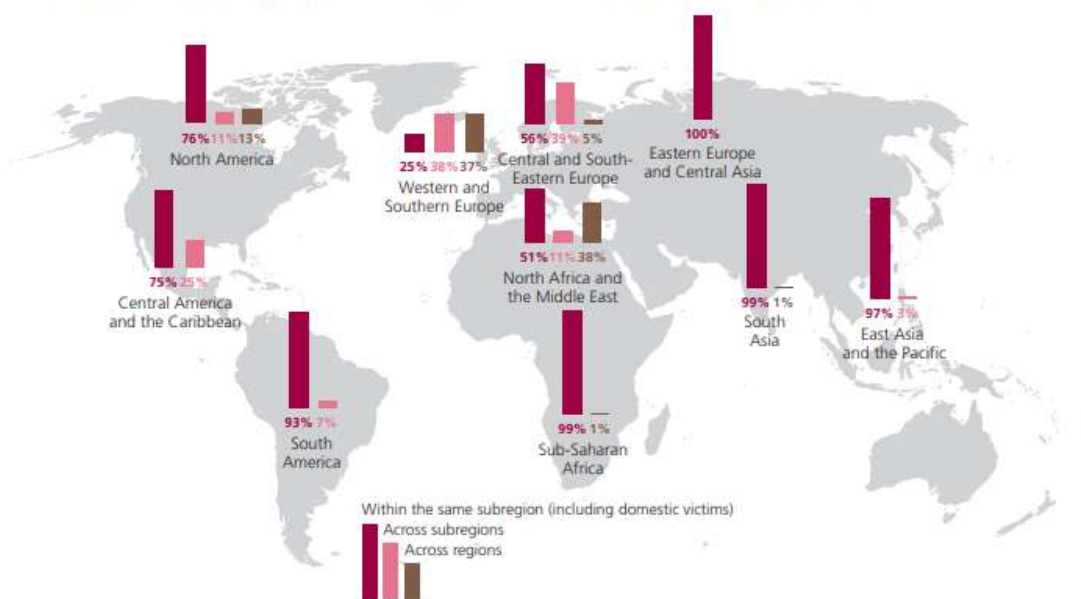 76% 11% 13%
North America
25% 38% 37%
Western and
Southern Europe
56% 39% 5%
Central and South-
Eastern Europe
100%
Eastern Europe
and Central Asia
75% 25%
Central America
and the Caribbean
51% 11% 38%
North Africa and
the Middle East
99% 1%
South
Asia
97% 3%
East Asia
and the Pacific
93% 7%
South
America
99% 1%
Sub-Saharan
Africa
Within the same subregion (including domestic victims)
Across subregions
Across regions